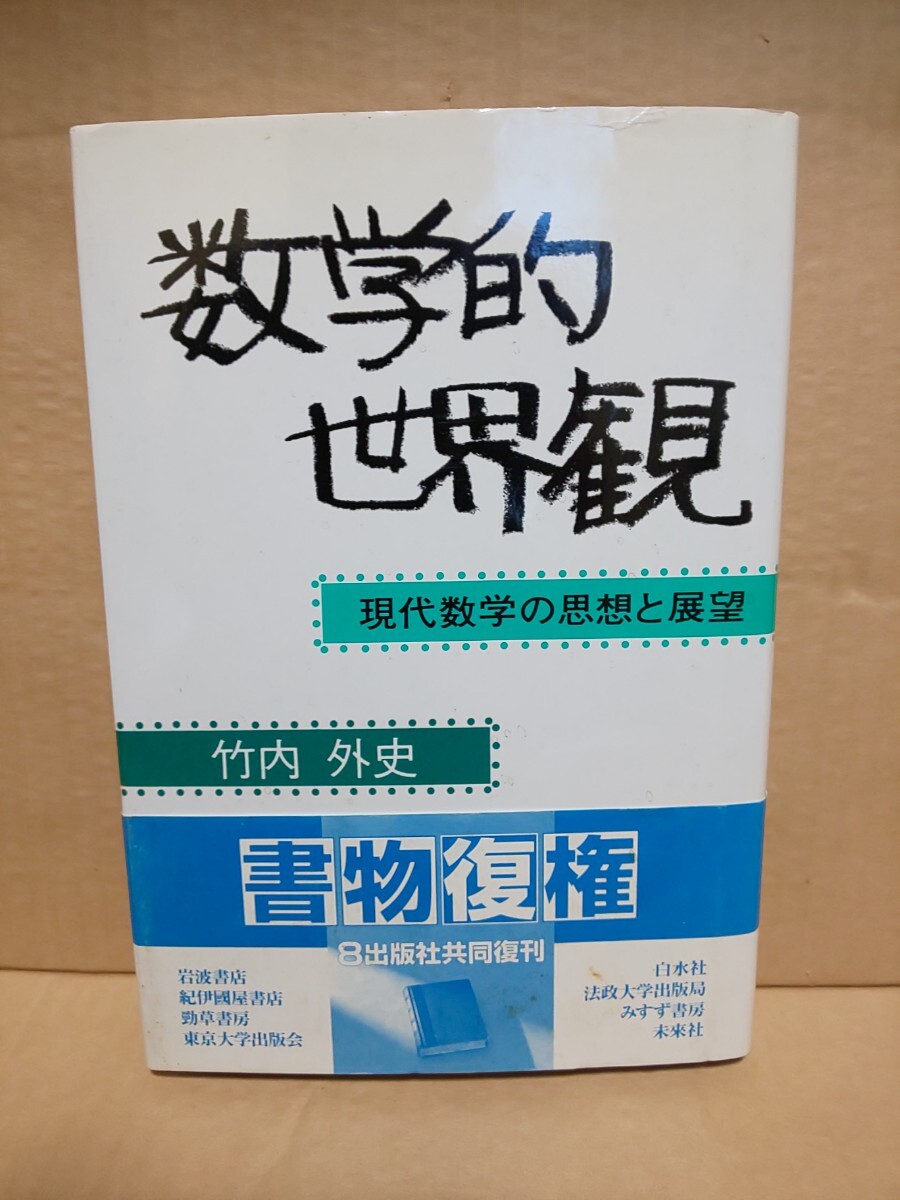 数学的
世界観
現代数学の思想と展望
竹内 外史
書物復権
8出版社共同復刊
岩波書店
紀伊國屋書店
勁草書房
東京大学出版会
白水社
法政大学出版局
みすず書房
未來社